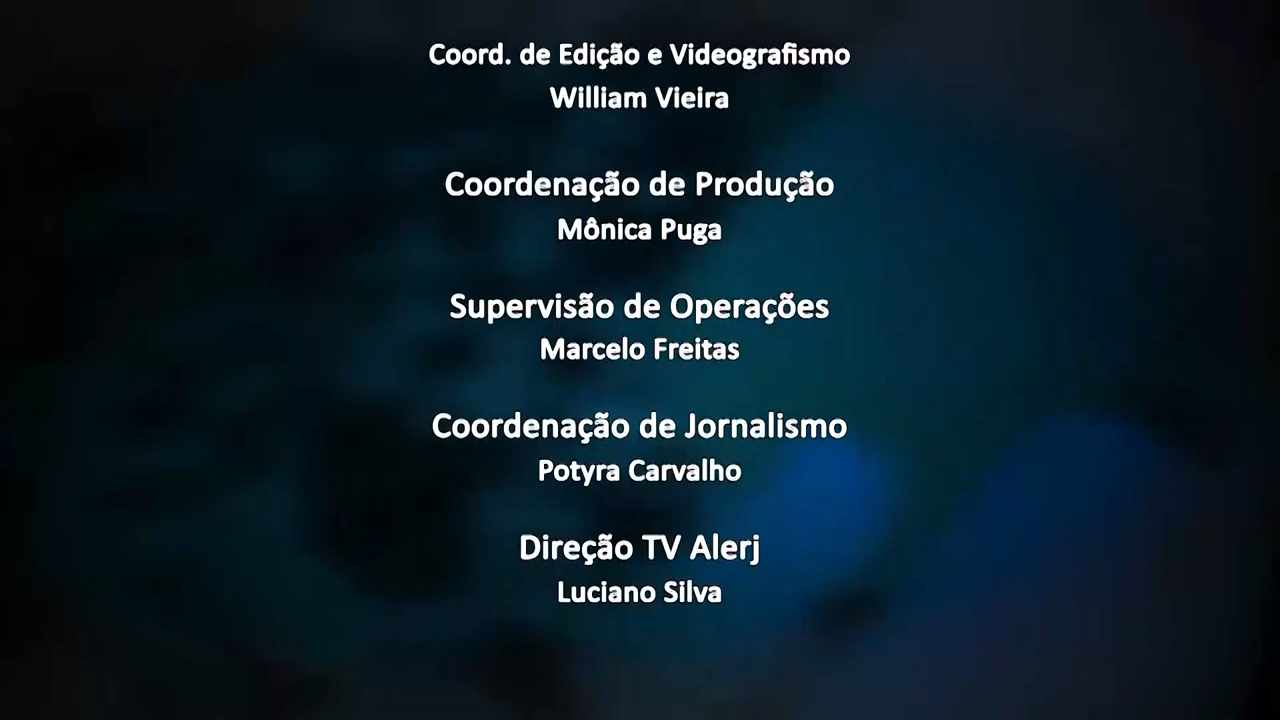 Coord. de Edição e Videografismo
William Vieira
Coordenação de Produção
Mônica Puga
Supervisão de Operações
Marcelo Freitas
Coordenação de Jornalismo
Potyra Carvalho
Direção TV Alerj
Luciano Silva